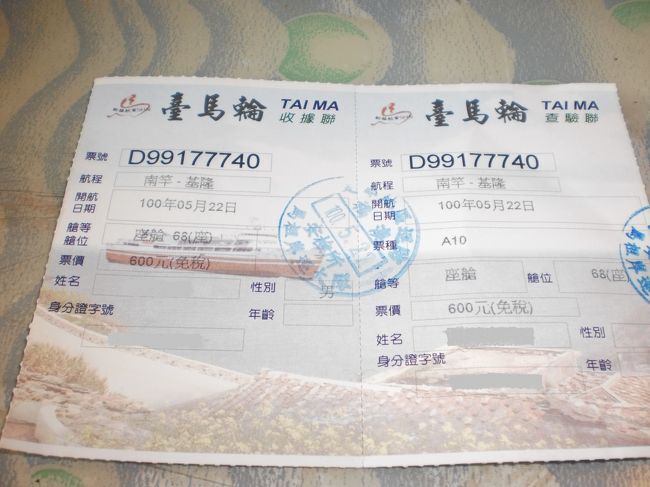 臺馬輪 TAI MA
收據聯
票號 D99177740
航程 南竿-基隆
開航日期 100年05月22日
艙等艙位 座艙 68(座)
票價 600元(免稅)
姓名 性別 男
身分證字號 年齡
臺馬輪 TAI MA
查驗聯
票號 D99177740
航程 南竿-基隆
開航日期 100年05月22日
票種 A10
艙等 座艙 艙位 68(座
票價 600元(免稅)
姓名 性別
身分證字號 年齡